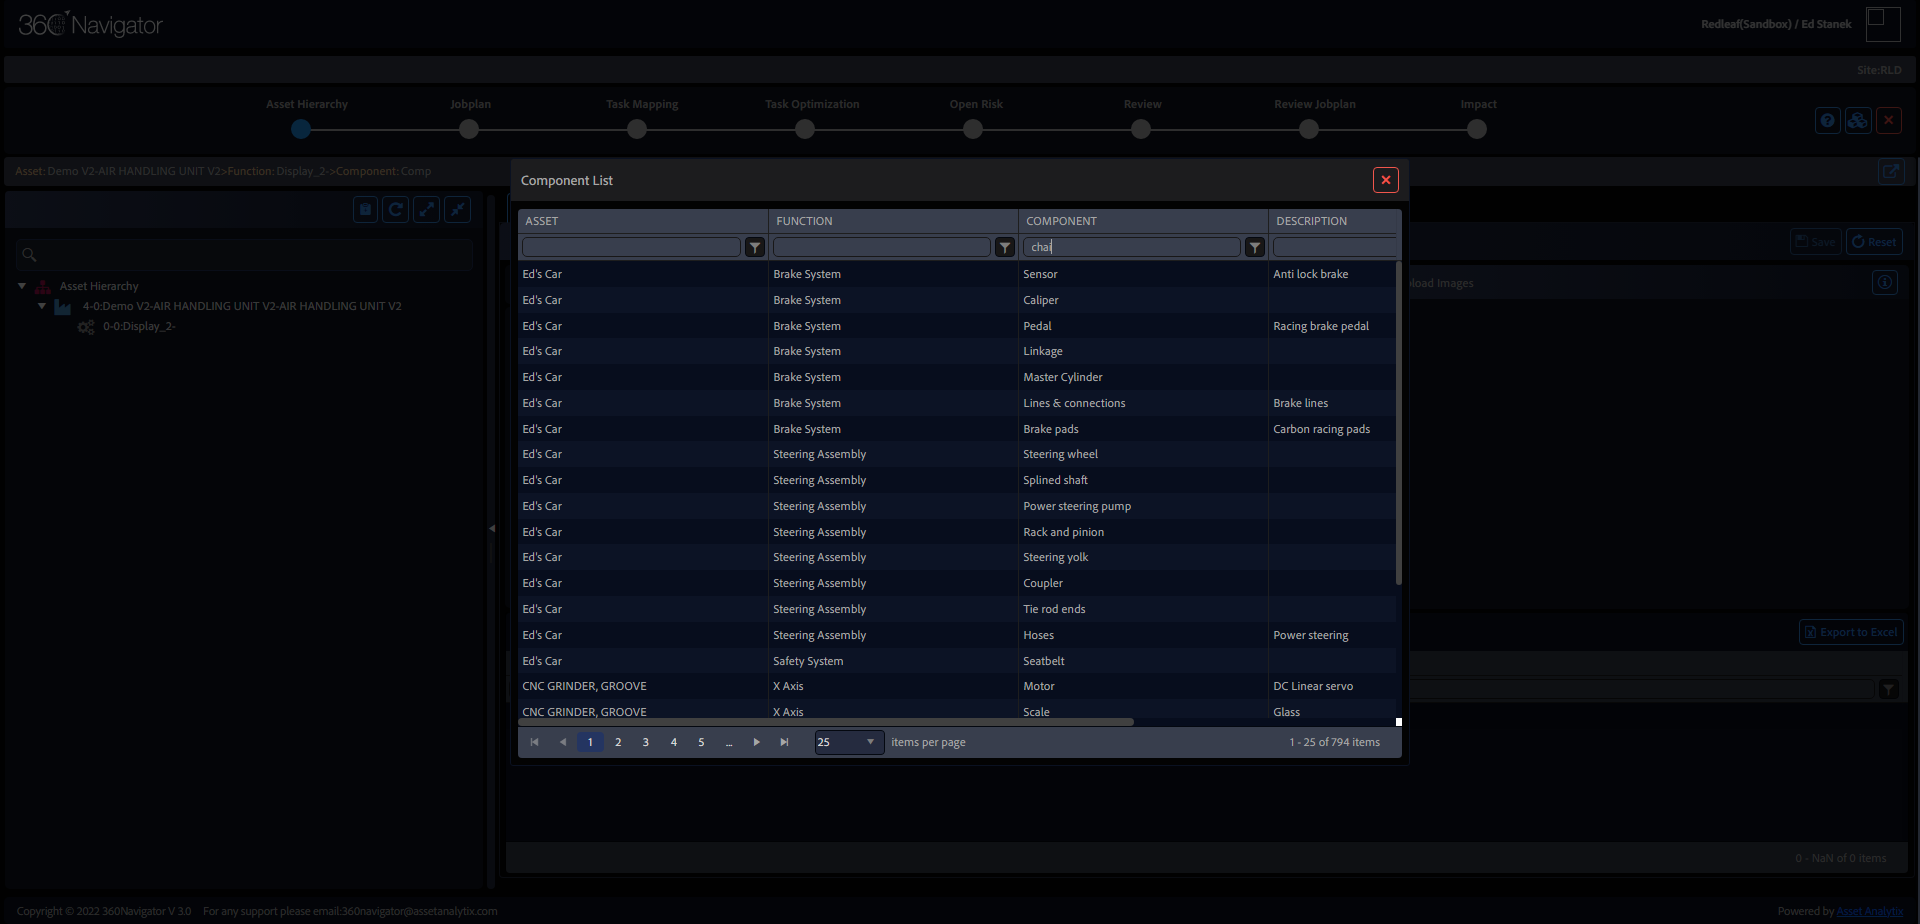 360 Navigator
Redleaf(Sandbox) / Ed Stanek
Site:RLD
Asset Hierarchy Jobplan Task Mapping Task Optimization Open Risk Review Review Jobplan Impact
Asset: Demo V2-AIR HANDLING UNIT V2>Function: Display_2->Component: Comp
Component List
ASSET FUNCTION COMPONENT DESCRIPTION
chai
Save Reset
Asset Hierarchy
4-0:Demo V2-AIR HANDLING UNIT V2-AIR HANDLING UNIT V2
0-0:Display_2-
load Images
Ed's Car Brake System Sensor Anti lock brake
Ed's Car Brake System Caliper
Ed's Car Brake System Pedal Racing brake pedal
Ed's Car Brake System Linkage
Ed's Car Brake System Master Cylinder
Ed's Car Brake System Lines & connections Brake lines
Ed's Car Brake System Brake pads Carbon racing pads
Ed's Car Steering Assembly Steering wheel
Ed's Car Steering Assembly Splined shaft
Ed's Car Steering Assembly Power steering pump
Ed's Car Steering Assembly Rack and pinion
Ed's Car Steering Assembly Steering yolk
Ed's Car Steering Assembly Coupler
Ed's Car Steering Assembly Tie rod ends
Ed's Car Steering Assembly Hoses Power steering
Ed's Car Safety System Seatbelt
CNC GRINDER, GROOVE X Axis Motor DC Linear servo
CNC GRINDER, GROOVE X Axis Scale Glass
Export to Excel
1 2 3 4 5 ... 25 items per page 1 - 25 of 794 items
0 - NaN of 0 items
Copyright © 2022 360Navigator V 3.0 For any support please email:360navigator@assetanalytix.com
Powered by Asset Analytix